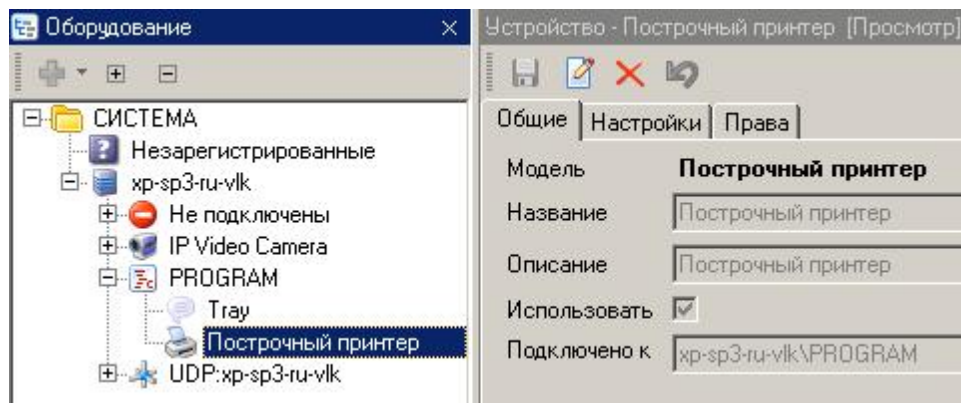 Оборудование
СИСТЕМА
Незарегистрированные
xp-sp3-ru-vlk
Не подключены
IP Video Camera
PROGRAM
Tray
Построчный принтер
UDP:xp-sp3-ru-vlk
Устройство - Построчный принтер [Просмотр]
Общие Настройки Права
Модель Построчный принтер
Название Построчный принтер
Описание Построчный принтер
Использовать
Подключено к xp-sp3-ru-vlk\PROGRAM